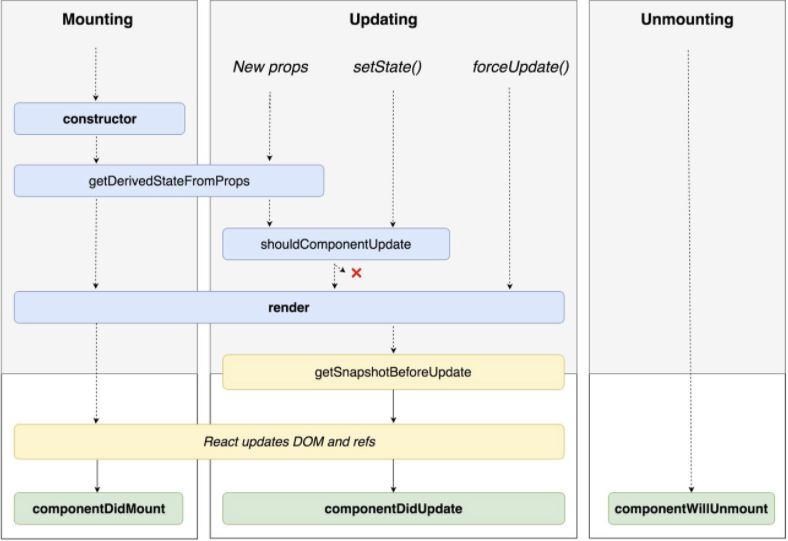 Mounting
Updating
Unmounting
New props
setState()
forceUpdate()
constructor
getDerivedStateFromProps
shouldComponentUpdate
render
getSnapshotBeforeUpdate
React updates DOM and refs
componentDidMount
componentDidUpdate
componentWillUnmount